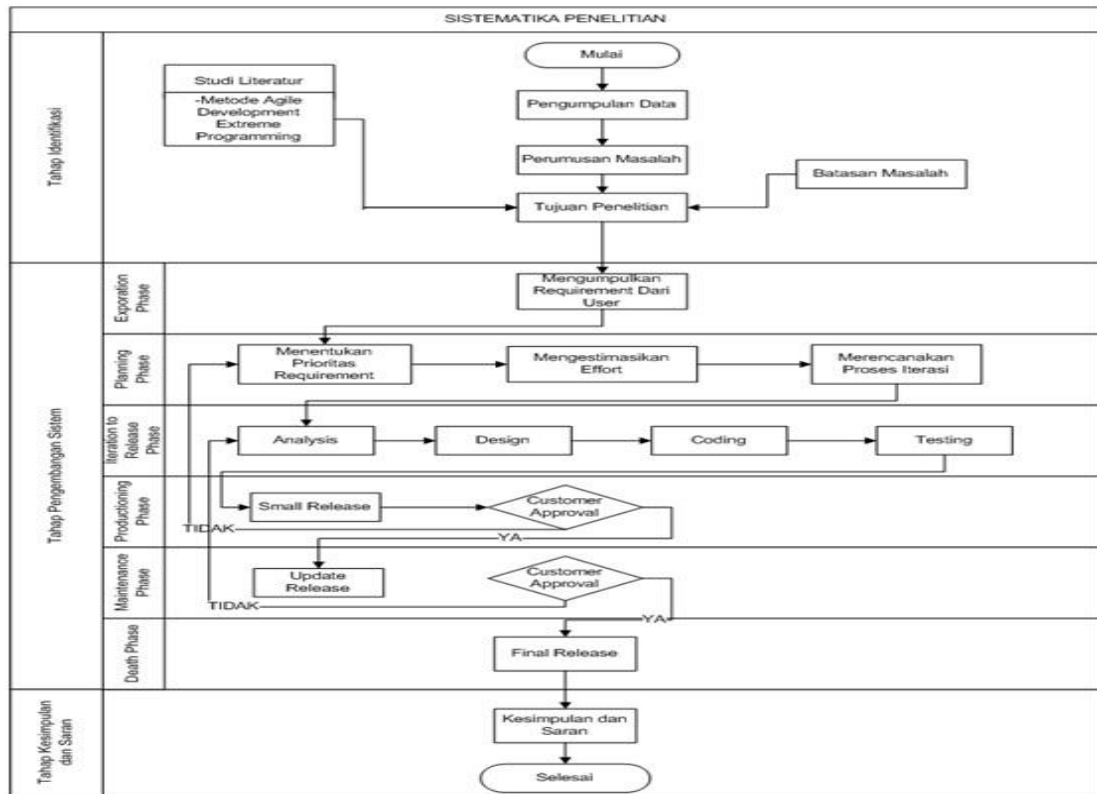 SISTEMATIKA PENELITIAN
Tahap Identifikasi
Mulai
Studi Literatur
-Metode Agile
Development
Extreme
Programming
Pengumpulan Data
Perumusan Masalah
Batasan Masalah
Tujuan Penelitian
Tahap Pengembangan Sistem
Exporation
Phase
Mengumpulkan
Requirement Dari
User
Planning
Phase
Menentukan
Prioritas
Requirement
Mengestimasikan
Effort
Merencanakan
Proses Iterasi
Iteration to
Release
Phase
Analysis
Design
Coding
Testing
Productioning
Phase
Small Release
Customer
Approval
TIDAK
YA
Maintenance
Phase
Update
Release
Customer
Approval
TIDAK
YA
Death Phase
Final Release
Tahap Kesimpulan
dan Saran
Kesimpulan dan
Saran
Selesai